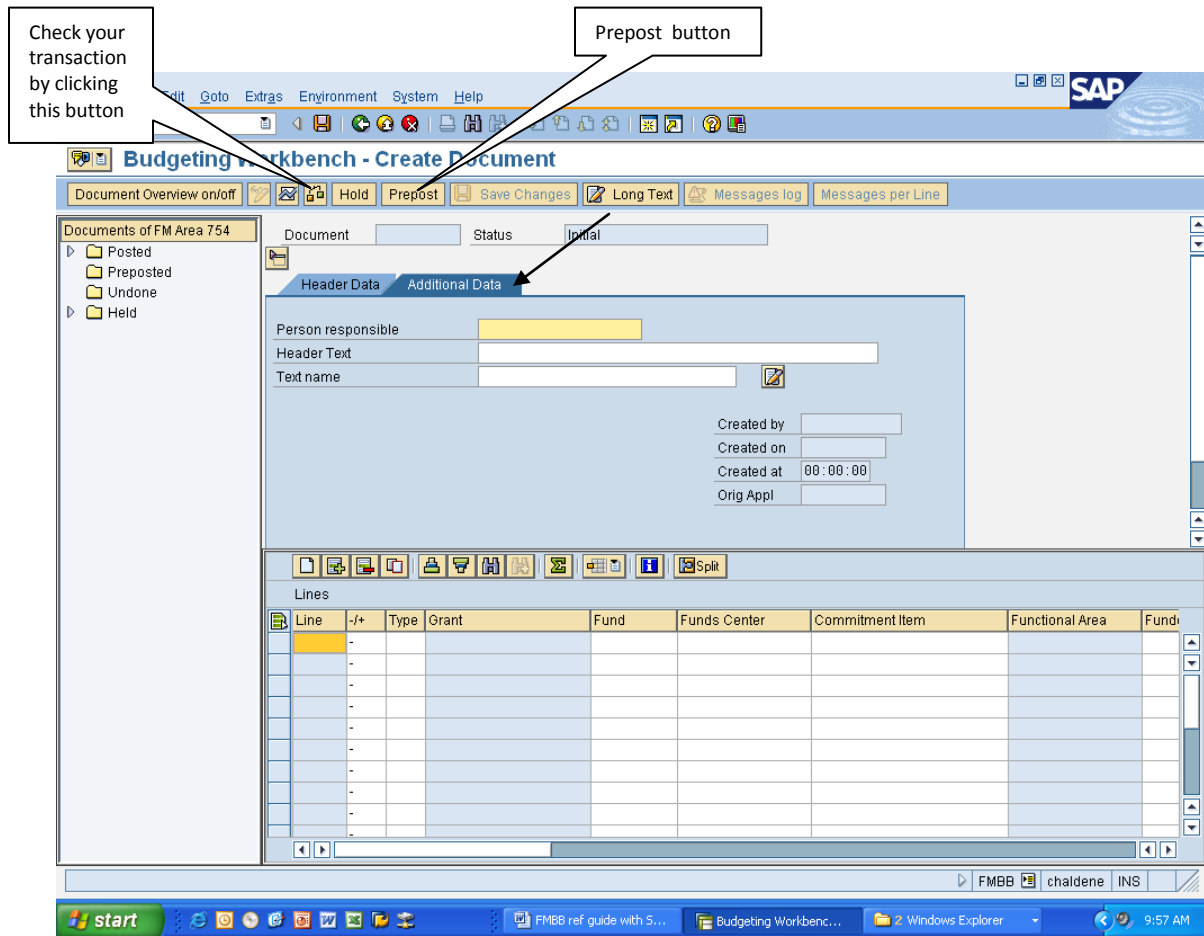 Check your
transaction
by clicking
this button
Prepost button
Edit Goto Extras Environment System Help
SAP
Budgeting Workbench - Create Document
Document Overview on/off Hold Prepost Save Changes Long Text Messages log Messages per Line
Documents of FM Area 754
Posted
Preposted
Undone
Held
Document Status Initial
Header Data Additional Data
Person responsible
Header Text
Text name
Created by
Created on
Created at 00:00:00
Orig Appl
Split
Lines
Line -/+ Type Grant Fund Funds Center Commitment Item Functional Area
-
-
-
-
-
-
-
-
-
-
FMBB chaldene INS
start FMBB ref guide with S... Budgeting Workbenc... 2 Windows Explorer 9:57 AM